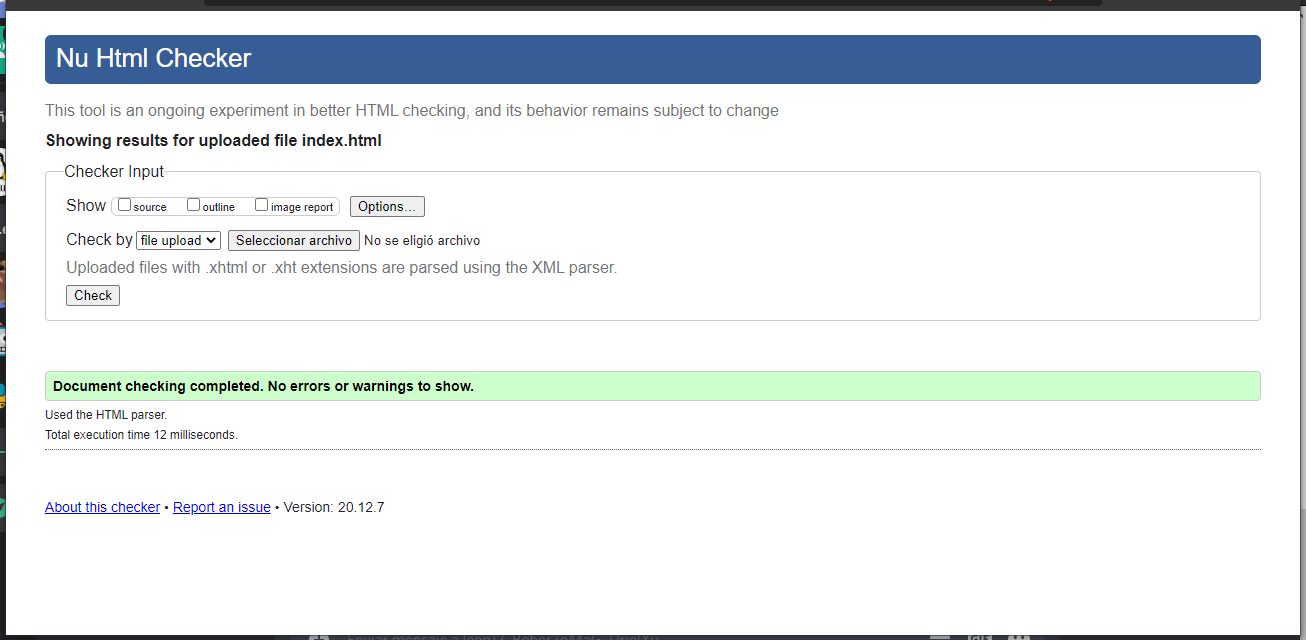 Nu Html Checker
This tool is an ongoing experiment in better HTML checking, and its behavior remains subject to change
Showing results for uploaded file index.html
Checker Input
Show source outline image report Options...
Check by file upload Seleccionar archivo No se eligió archivo
Uploaded files with .xhtml or .xht extensions are parsed using the XML parser.
Check
Document checking completed. No errors or warnings to show.
Used the HTML parser.
Total execution time 12 milliseconds.
About this checker • Report an issue • Version: 20.12.7